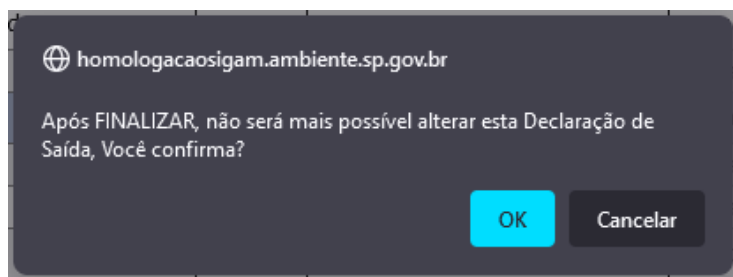 homologacaosigam.ambiente.sp.gov.br
Após FINALIZAR, não será mais possível alterar esta Declaração de
Saída, Você confirma?
OK
Cancelar